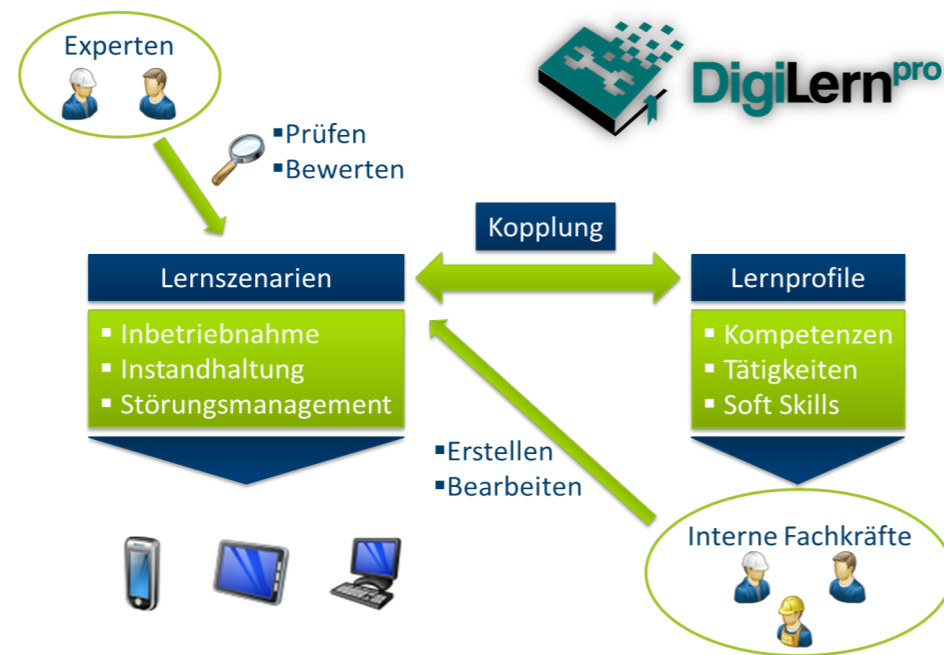 Experten
DigiLernpro
▪Prüfen
▪Bewerten
Kopplung
Lernszenarien
Lernprofile
▪ Inbetriebnahme
▪ Instandhaltung
▪ Störungsmanagement
▪ Kompetenzen
▪ Tätigkeiten
▪ Soft Skills
▪Erstellen
▪Bearbeiten
Interne Fachkräfte